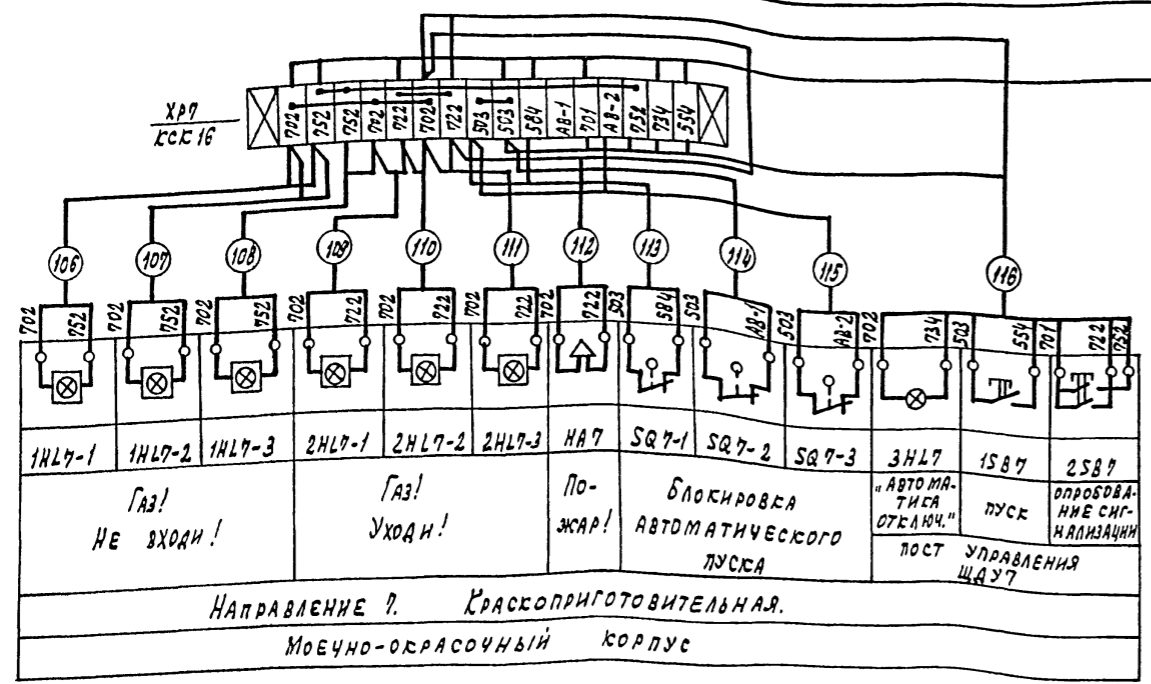 ХР7
КСК 16
702 752 752 702 722 702 722 503 503 584 АВ-1 701 АВ-2 752 734 554
106 107 108 109 110 111 112 113 114 115 116
702 752 702 752 702 752 702 722 702 722 702 722 702 722 503 584 503 АВ-1 503 АВ-2 702 734 503 554 701 722 752
1HL7-1 1HL7-2 1HL7-3 2HL7-1 2HL7-2 2HL7-3 HA7 SQ7-1 SQ7-2 SQ7-3 3HL7 1SB7 2SB7
Газ!
Не входи!
Газ!
Уходи!
По-
жар!
Блокировка
автоматического
пуска
„Автома-
тика
отключ."
пуск
опробова-
ние сиг-
нализации
пост управления
ЩАУ7
Направление 7. Краскоприготовительная.
Моечно-окрасочный корпус